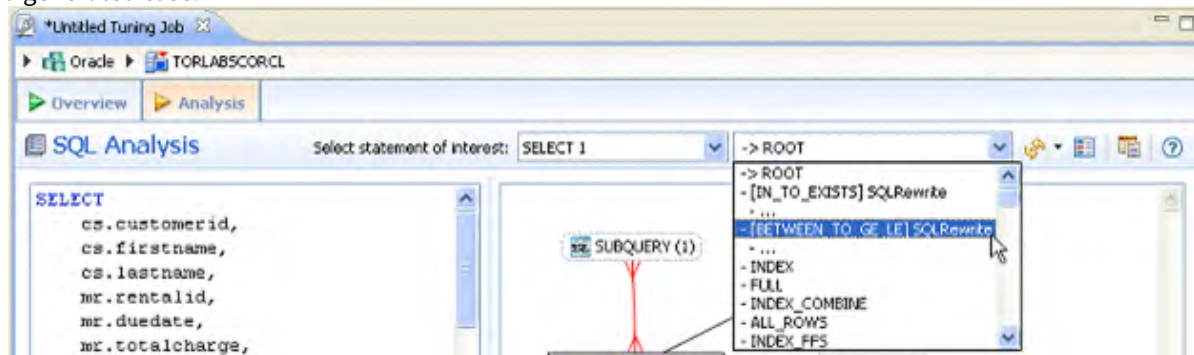 *Untitled Tuning Job
Oracle TORLABSCORCL
Overview Analysis
SQL Analysis Select statement of interest: SELECT 1 -> ROOT
-> ROOT
- [IN_TO_EXISTS] SQLRewrite
- ...
- [BETWEEN_TO_GE_LE] SQLRewrite
- ...
- INDEX
- FULL
- INDEX_COMBINE
- ALL_ROWS
- INDEX_FFS
SELECT
cs.customerid,
cs.firstname,
cs.lastname,
mr.rentalid,
mr.duedate,
mr.totalcharge,
SUBQUERY (1)